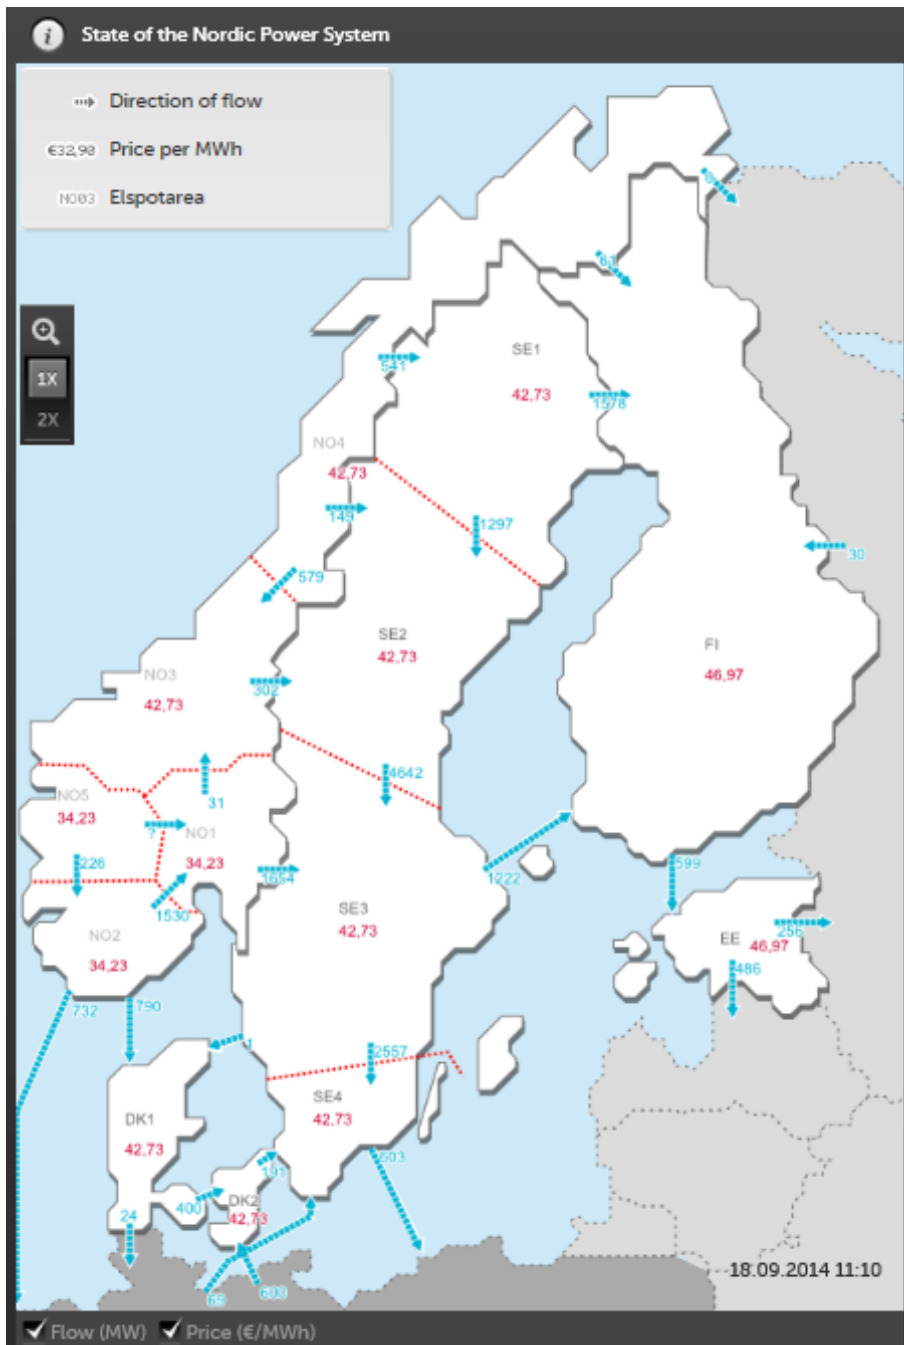 State of the Nordic Power System
Direction of flow
€32,90 Price per MWh
NO03 Elspotarea
1X
2X
61
541
SE1
42,73
1578
NO4
42,73
149
1297
30
579
SE2
42,73
FI
46,97
NO3
42,73
302
4642
31
NO5
34,23
?
NO1
34,23
226
1654
1222
599
1530
SE3
42,73
NO2
34,23
EE
46,97
256
486
732
790
1
2557
SE4
42,73
DK1
42,73
191
603
400
DK2
42,73
24
69
600
18.09.2014 11:10
Flow (MW)
Price (€/MWh)